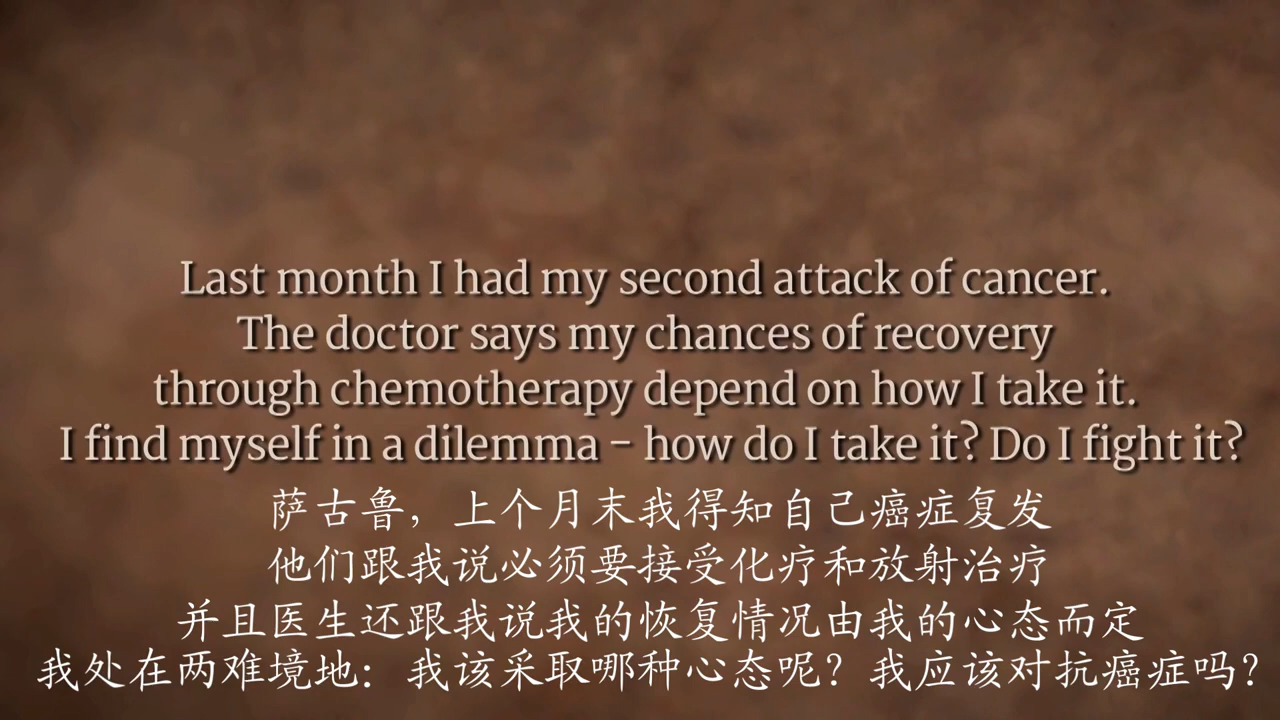 Last month I had my second attack of cancer.
The doctor says my chances of recovery
through chemotherapy depend on how I take it.
I find myself in a dilemma – how do I take it? Do I fight it?
萨古鲁，上个月末我得知自己癌症复发
他们跟我说必须要接受化疗和放射治疗
并且医生还跟我说我的恢复情况由我的心态而定
我处在两难境地：我该采取哪种心态呢？我应该对抗癌症吗？